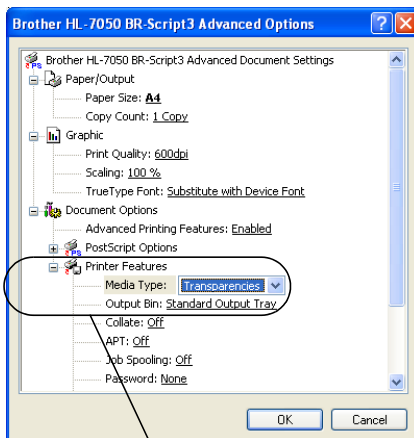 Brother HL-7050 BR-Script3 Advanced Options
Brother HL-7050 BR-Script3 Advanced Document Settings
Paper/Output
Paper Size: A4
Copy Count: 1 Copy
Graphic
Print Quality: 600dpi
Scaling: 100 %
TrueType Font: Substitute with Device Font
Document Options
Advanced Printing Features: Enabled
PostScript Options
Printer Features
Media Type: Transparencies
Output Bin: Standard Output Tray
Collate: Off
APT: Off
Job Spooling: Off
Password: None
OK Cancel